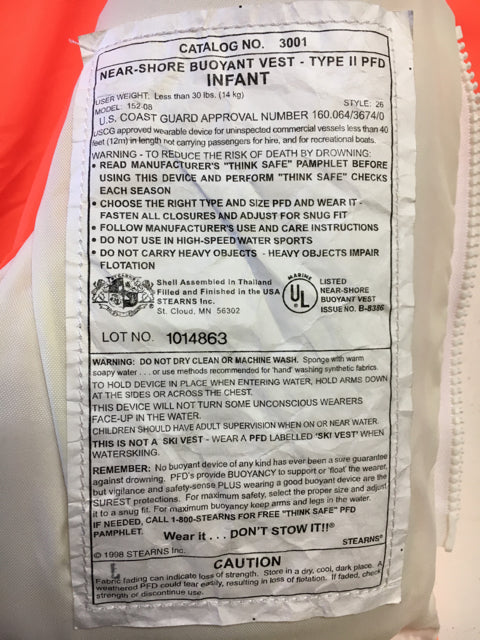 CATALOG NO. 3001
NEAR-SHORE BUOYANT VEST - TYPE II PFD
INFANT
USER WEIGHT: Less than 30 lbs. (14 kg)
MODEL: 152-08 STYLE: 26
U.S. COAST GUARD APPROVAL NUMBER 160.064/3674/0
USCG approved wearable device for uninspected commercial vessels less than 40
feet (12m) in length not carrying passengers for hire, and for recreational boats.
WARNING - TO REDUCE THE RISK OF DEATH BY DROWNING:
• READ MANUFACTURER'S "THINK SAFE" PAMPHLET BEFORE
USING THIS DEVICE AND PERFORM "THINK SAFE" CHECKS
EACH SEASON
• CHOOSE THE RIGHT TYPE AND SIZE PFD AND WEAR IT -
FASTEN ALL CLOSURES AND ADJUST FOR SNUG FIT
• FOLLOW MANUFACTURER'S USE AND CARE INSTRUCTIONS
• DO NOT USE IN HIGH-SPEED WATER SPORTS
• DO NOT CARRY HEAVY OBJECTS - HEAVY OBJECTS IMPAIR
FLOTATION
Shell Assembled in Thailand
Filled and Finished in the USA
STEARNS Inc.
St. Cloud, MN 56302
MARINE
UL
LISTED
NEAR-SHORE
BUOYANT VEST
ISSUE NO. B-8386
LOT NO. 1014863
WARNING: DO NOT DRY CLEAN OR MACHINE WASH. Sponge with warm
soapy water . . . or use methods recommended for 'hand' washing synthetic fabrics.
TO HOLD DEVICE IN PLACE WHEN ENTERING WATER, HOLD ARMS DOWN
AT THE SIDES OR ACROSS THE CHEST.
THIS DEVICE WILL NOT TURN SOME UNCONSCIOUS WEARERS
FACE-UP IN THE WATER.
CHILDREN SHOULD HAVE ADULT SUPERVISION WHEN ON OR NEAR WATER.
THIS IS NOT A SKI VEST - WEAR A PFD LABELLED 'SKI VEST' WHEN
WATERSKIING.
REMEMBER: No buoyant device of any kind has ever been a sure guarantee
against drowning. PFD's provide BUOYANCY to support or 'float' the wearer,
but vigilance and safety-sense PLUS wearing a good buoyant device are the
SUREST protections. For maximum safety, select the proper size and adjust
it to a snug fit. For maximum buoyancy keep arms and legs in the water.
IF NEEDED, CALL 1-800-STEARNS FOR FREE "THINK SAFE" PFD
PAMPHLET.
Wear it . . . DON'T STOW IT!!®
© 1998 STEARNS Inc. STEARNS®
CAUTION
Fabric fading can indicate loss of strength. Store in a dry, cool, dark place. A
weathered PFD could tear easily, resulting in loss of flotation. If faded, check
strength or discontinue use.